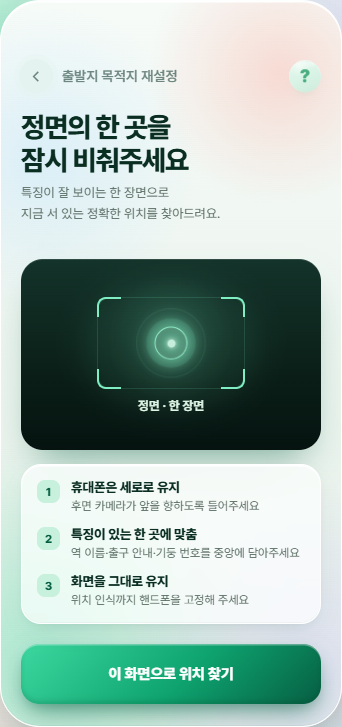 출발지 목적지 재설정
?
정면의 한 곳을
잠시 비춰주세요
특징이 잘 보이는 한 장면으로
지금 서 있는 정확한 위치를 찾아드려요.
정면 · 한 장면
1 휴대폰은 세로로 유지
후면 카메라가 앞을 향하도록 들어주세요
2 특징이 있는 한 곳에 맞춤
역 이름·출구 안내·기둥 번호를 중앙에 담아주세요
3 화면을 그대로 유지
위치 인식까지 핸드폰을 고정해 주세요
이 화면으로 위치 찾기